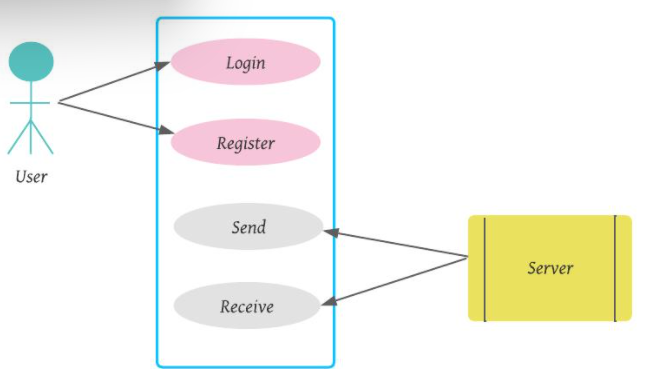 Login
Register
User
Send
Receive
Server